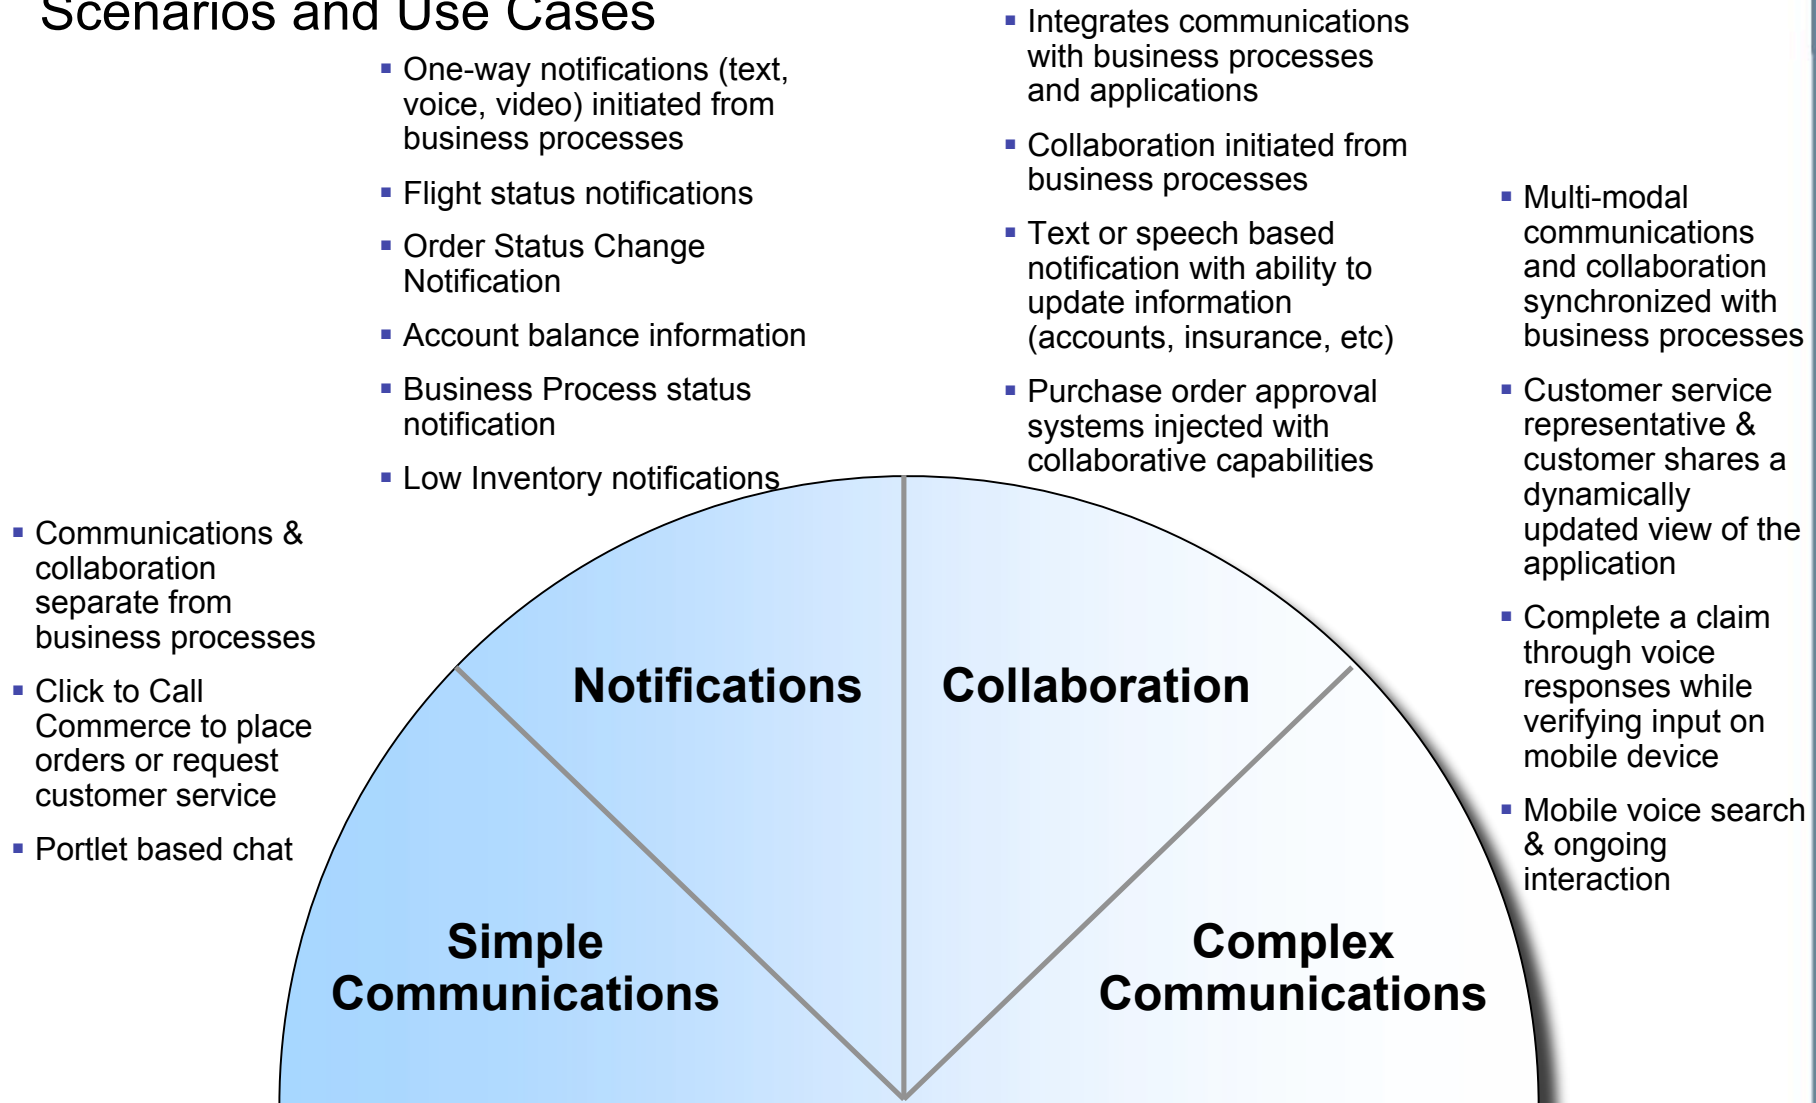 Scenarios and Use Cases
▪ One-way notifications (text,
voice, video) initiated from
business processes
▪ Flight status notifications
▪ Order Status Change
Notification
▪ Account balance information
▪ Business Process status
notification
▪ Low Inventory notifications
▪ Integrates communications
with business processes
and applications
▪ Collaboration initiated from
business processes
▪ Text or speech based
notification with ability to
update information
(accounts, insurance, etc)
▪ Purchase order approval
systems injected with
collaborative capabilities
▪ Multi-modal
communications
and collaboration
synchronized with
business processes
▪ Customer service
representative &
customer shares a
dynamically
updated view of the
application
▪ Complete a claim
through voice
responses while
verifying input on
mobile device
▪ Mobile voice search
& ongoing
interaction
▪ Communications &
collaboration
separate from
business processes
▪ Click to Call
Commerce to place
orders or request
customer service
▪ Portlet based chat
Notifications
Collaboration
Simple
Communications
Complex
Communications